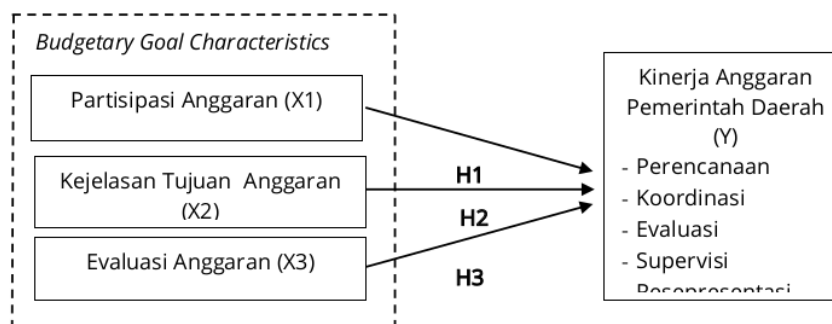 Budgetary Goal Characteristics
Partisipasi Anggaran (X1)
Kejelasan Tujuan Anggaran
(X2)
Evaluasi Anggaran (X3)
H1
H2
H3
Kinerja Anggaran
Pemerintah Daerah
(Y)
- Perencanaan
- Koordinasi
- Evaluasi
- Supervisi